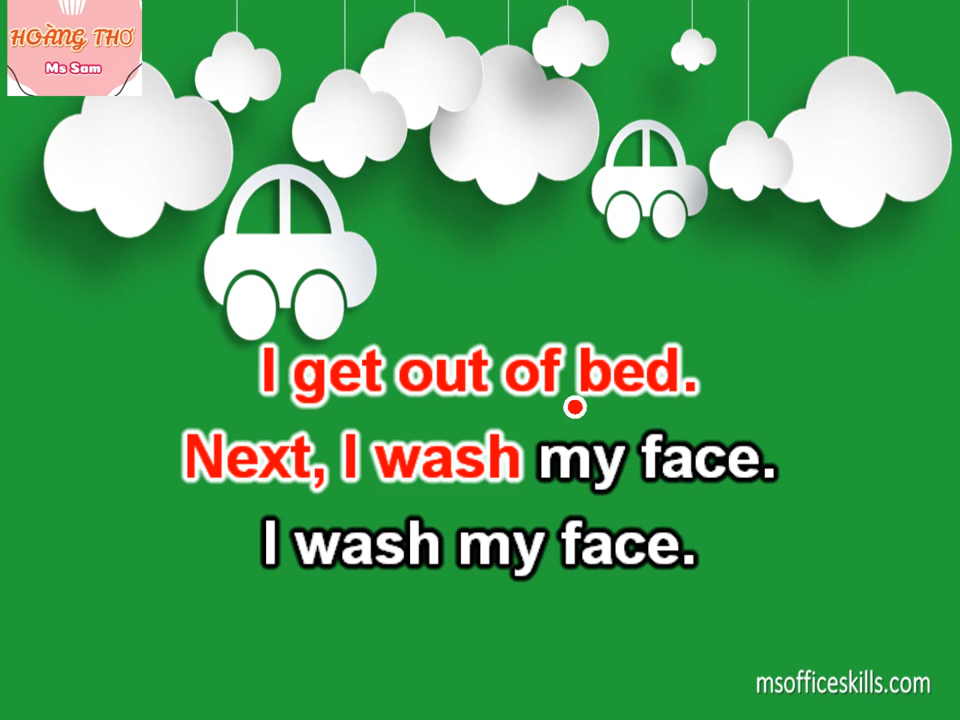 HOÀNG THƠ
Ms Sam
I get out of bed.
Next, I wash my face.
I wash my face.
msofficeskills.com